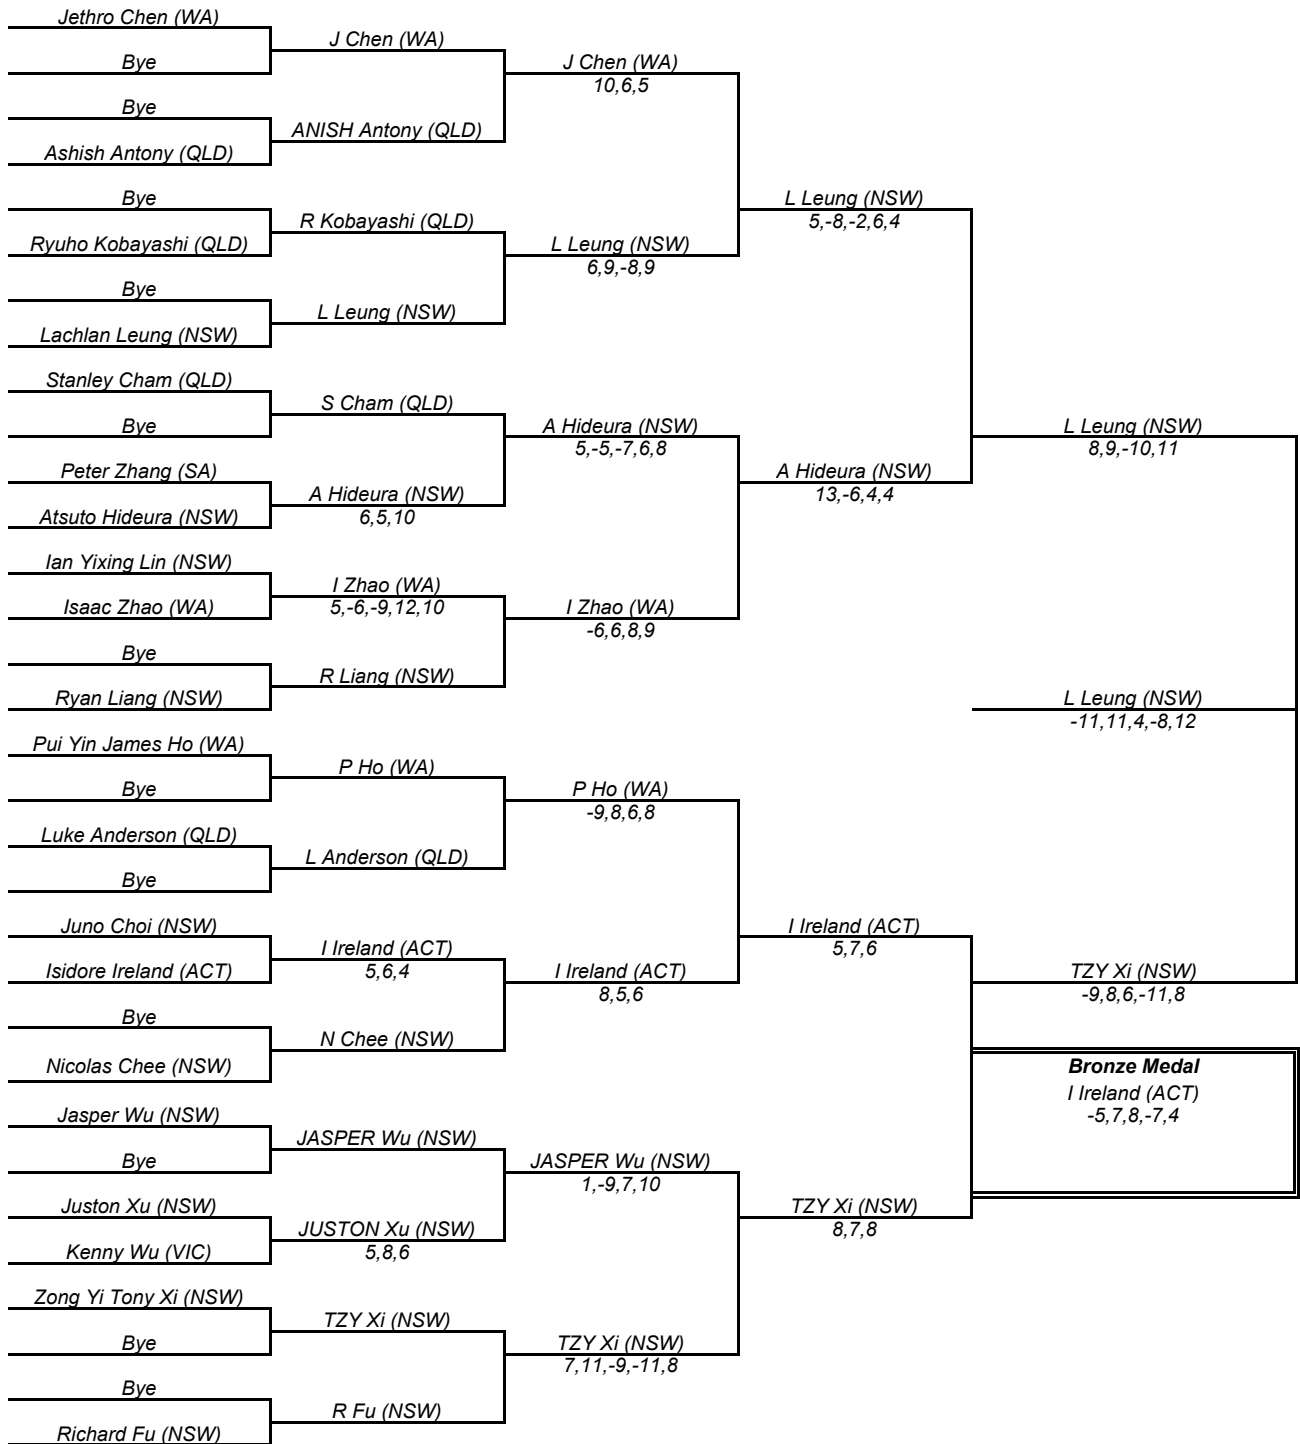 Jethro Chen (WA)
Bye
Bye
Ashish Antony (QLD)
Bye
Ryuho Kobayashi (QLD)
Bye
Lachlan Leung (NSW)
Stanley Cham (QLD)
Bye
Peter Zhang (SA)
Atsuto Hideura (NSW)
Ian Yixing Lin (NSW)
Isaac Zhao (WA)
Bye
Ryan Liang (NSW)
Pui Yin James Ho (WA)
Bye
Luke Anderson (QLD)
Bye
Juno Choi (NSW)
Isidore Ireland (ACT)
Bye
Nicolas Chee (NSW)
Jasper Wu (NSW)
Bye
Juston Xu (NSW)
Kenny Wu (VIC)
Zong Yi Tony Xi (NSW)
Bye
Bye
Richard Fu (NSW)
J Chen (WA)
ANISH Antony (QLD)
R Kobayashi (QLD)
L Leung (NSW)
S Cham (QLD)
A Hideura (NSW)
6,5,10
I Zhao (WA)
5,-6,-9,12,10
R Liang (NSW)
P Ho (WA)
L Anderson (QLD)
I Ireland (ACT)
5,6,4
N Chee (NSW)
JASPER Wu (NSW)
JUSTON Xu (NSW)
5,8,6
TZY Xi (NSW)
R Fu (NSW)
J Chen (WA)
10,6,5
L Leung (NSW)
6,9,-8,9
A Hideura (NSW)
5,-5,-7,6,8
I Zhao (WA)
-6,6,8,9
P Ho (WA)
-9,8,6,8
I Ireland (ACT)
8,5,6
JASPER Wu (NSW)
1,-9,7,10
TZY Xi (NSW)
7,11,-9,-11,8
L Leung (NSW)
5,-8,-2,6,4
A Hideura (NSW)
13,-6,4,4
I Ireland (ACT)
5,7,6
TZY Xi (NSW)
8,7,8
L Leung (NSW)
8,9,-10,11
L Leung (NSW)
-11,11,4,-8,12
TZY Xi (NSW)
-9,8,6,-11,8
Bronze Medal
I Ireland (ACT)
-5,7,8,-7,4